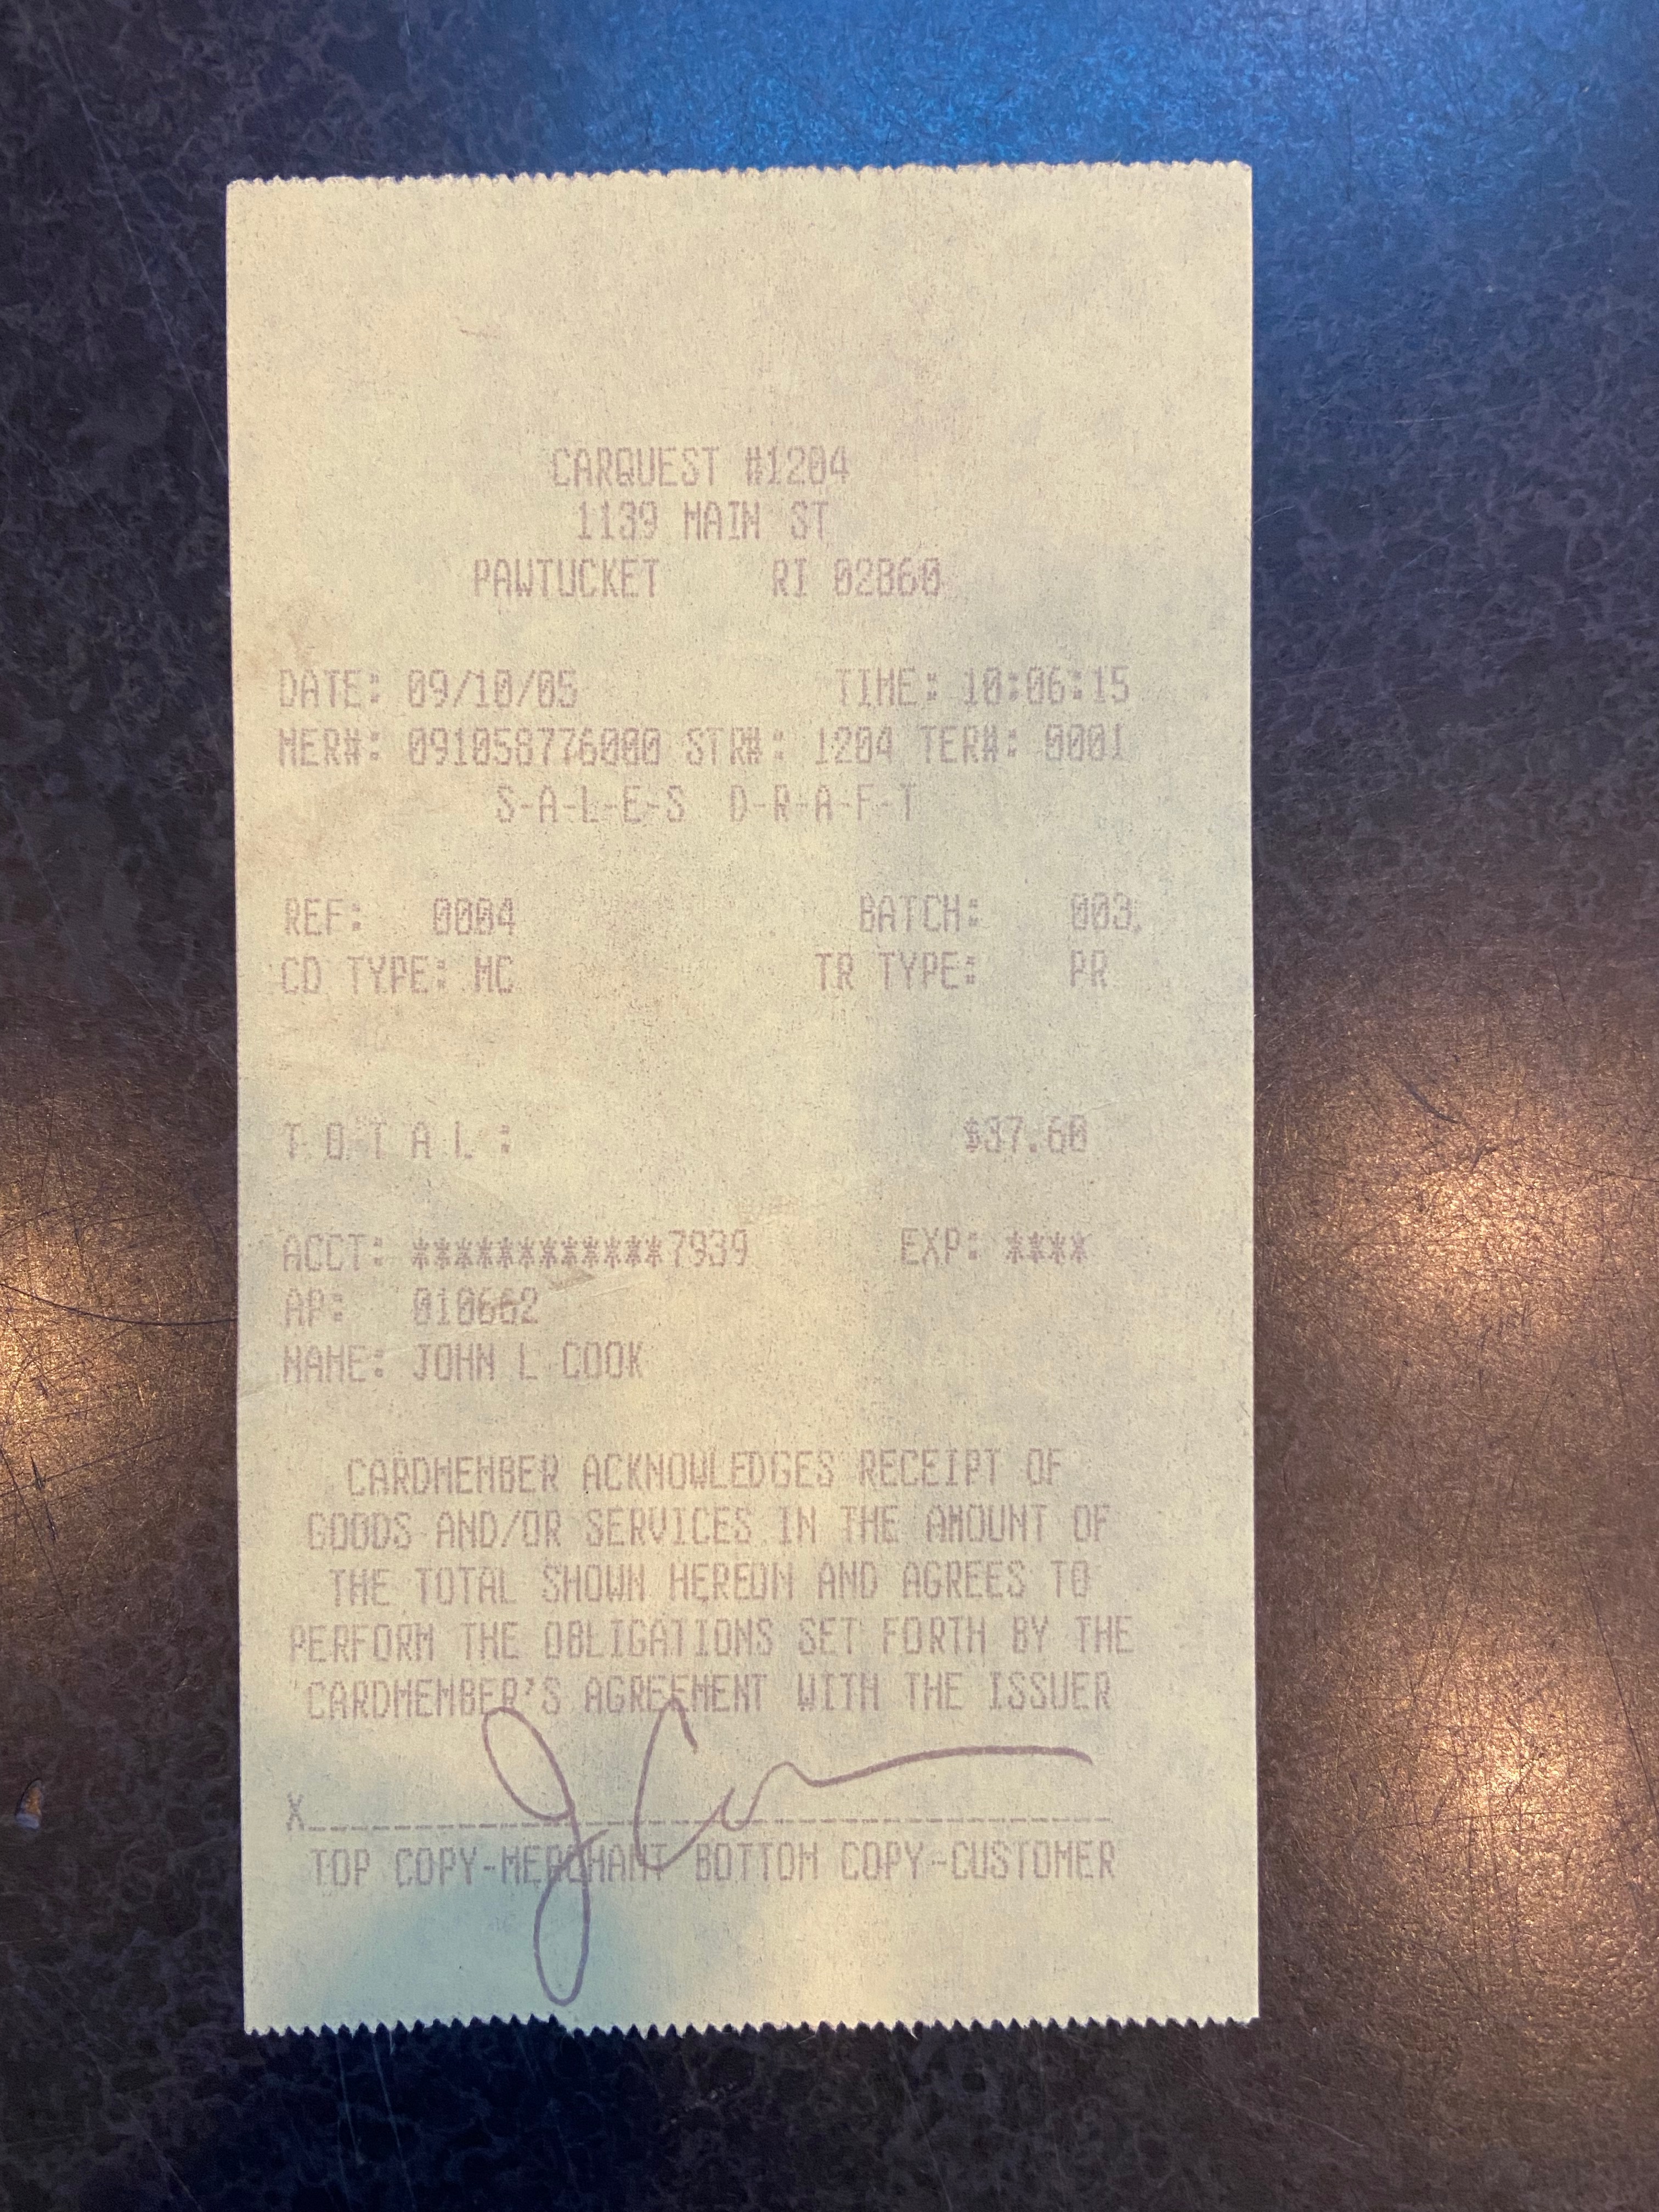 CARQUEST #1204
1139 MAIN ST
PAWTUCKET RI 02860
DATE: 09/10/05 TIME: 10:06:15
MER#: 091058776000 STR#: 1204 TER#: 0001
S-A-L-E-S D-R-A-F-T
REF: 0004 BATCH: 003
CD TYPE: MC TR TYPE: PR
T O T A L : $37.60
ACCT: ************7939 EXP: ****
AP: 010662
NAME: JOHN L COOK
CARDMEMBER ACKNOWLEDGES RECEIPT OF
GOODS AND/OR SERVICES IN THE AMOUNT OF
THE TOTAL SHOWN HEREON AND AGREES TO
PERFORM THE OBLIGATIONS SET FORTH BY THE
CARDMEMBER'S AGREEMENT WITH THE ISSUER
X
TOP COPY-MERCHANT BOTTOM COPY-CUSTOMER